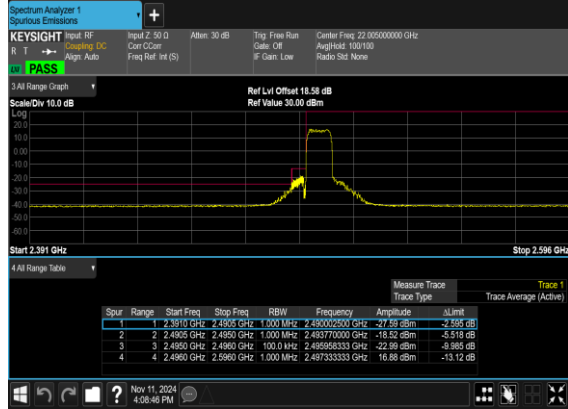 Spectrum Analyzer 1
Spurious Emissions
+
KEYSIGHT Input: RF Input Z: 50 Ω Atten: 30 dB Trig: Free Run Center Freq: 22.005000000 GHz
R T Coupling: DC Corr CCorr Gate: Off Avg|Hold: 100/100
Align: Auto Freq Ref: Int (S) IF Gain: Low Radio Std: None
PASS
3 All Range Graph
Ref Lvl Offset 18.58 dB
Scale/Div 10.0 dB Ref Value 30.00 dBm
Log
20.0
10.0
0.00
-10.0
-20.0
-30.0
-40.0
-50.0
-60.0
Start 2.391 GHz Stop 2.596 GHz
4 All Range Table
Measure Trace Trace 1
Trace Type Trace Average (Active)
Spur Range Start Freq Stop Freq RBW Frequency Amplitude ΔLimit
1 1 2.3910 GHz 2.4905 GHz 1.000 MHz 2.490002500 GHz -27.59 dBm -2.595 dB
2 2 2.4905 GHz 2.4950 GHz 1.000 MHz 2.493770000 GHz -18.52 dBm -5.518 dB
3 3 2.4950 GHz 2.4960 GHz 100.0 kHz 2.495958333 GHz -22.99 dBm -9.985 dB
4 4 2.4960 GHz 2.5960 GHz 1.000 MHz 2.497333333 GHz 16.88 dBm -13.12 dB
? Nov 11, 2024
4:08:46 PM